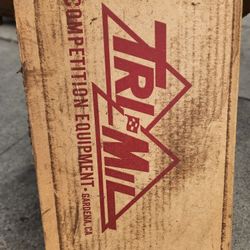 TRI·MIL
COMPETITION EQUIPMENT·
GARDENA, CA